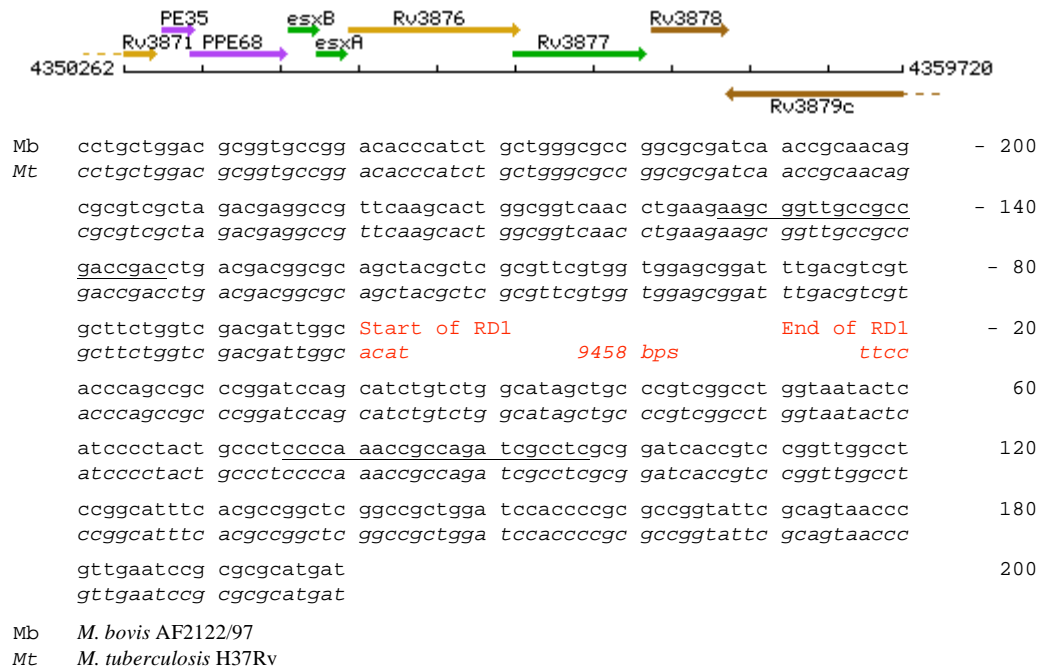 PE35 esxB Rv3876 Rv3878
Rv3871 PPE68 esxA Rv3877
4350262 4359720
Rv3879c
Mb cctgctggac gcggtgccgg acacccatct gctgggcgcc ggcgcgatca accgcaacag - 200
Mt cctgctggac gcggtgccgg acacccatct gctgggcgcc ggcgcgatca accgcaacag
cgcgtcgcta gacgaggccg ttcaagcact ggcggtcaac ctgaagaagc ggttgccgcc - 140
cgcgtcgcta gacgaggccg ttcaagcact ggcggtcaac ctgaagaagc ggttgccgcc
gaccgacctg acgacggcgc agctacgctc gcgttcgtgg tggagcggat ttgacgtcgt - 80
gaccgacctg acgacggcgc agctacgctc gcgttcgtgg tggagcggat ttgacgtcgt
gcttctggtc gacgattggc Start of RD1 End of RD1 - 20
gcttctggtc gacgattggc acat 9458 bps ttcc
acccagccgc ccggatccag catctgtctg gcatagctgc ccgtcggcct ggtaatactc 60
acccagccgc ccggatccag catctgtctg gcatagctgc ccgtcggcct ggtaatactc
atcccctact gccctcccca aaccgccaga tcgcctcgcg gatcaccgtc cggttggcct 120
atcccctact gccctcccca aaccgccaga tcgcctcgcg gatcaccgtc cggttggcct
ccggcatttc acgccggctc ggccgctgga tccaccccgc gccggtattc gcagtaaccc 180
ccggcatttc acgccggctc ggccgctgga tccaccccgc gccggtattc gcagtaaccc
gttgaatccg cgcgcatgat 200
gttgaatccg cgcgcatgat
Mb M. bovis AF2122/97
Mt M. tuberculosis H37Rv